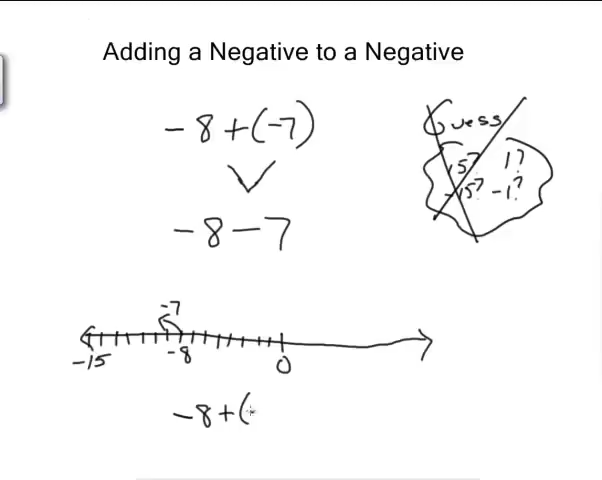 Adding a Negative to a Negative
-8+(-7)
Guess
15? 1?
-15? -1?
-8-7
-7
-15 -8 0
-8+(-